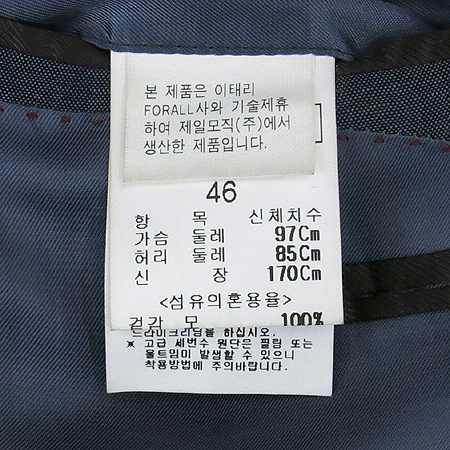 본 제품은 이태리
FORALL사와 기술제휴
하여 제일모직(주)에서
생산한 제품입니다.
46
항 목 신체치수
가슴 둘레 97Cm
허리 둘레 85Cm
신 장 170Cm
<섬유의혼용율>
겉감 모 100%
드라이크리닝을 하십시오.
※ 고급 세번수 원단은 필링 또는
올트임이 발생할 수 있으니
착용방법에 주의바랍니다.